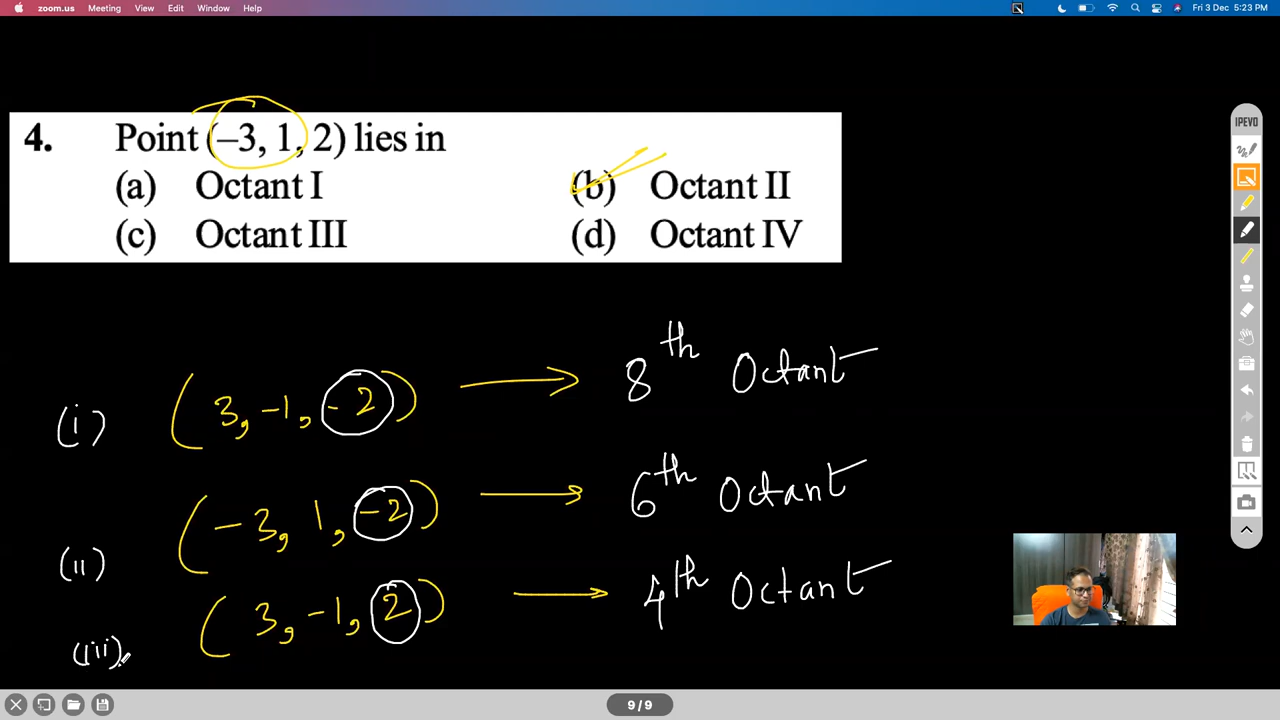 zoom.us Meeting View Edit Window Help Fri 3 Dec 5:23 PM
4. Point (–3, 1, 2) lies in
(a) Octant I (b) Octant II
(c) Octant III (d) Octant IV
(i) (3, -1, -2) → 8th Octant
(ii) (-3, 1, -2) → 6th Octant
(iii) (3, -1, 2) → 4th Octant
IPEVO
9/9